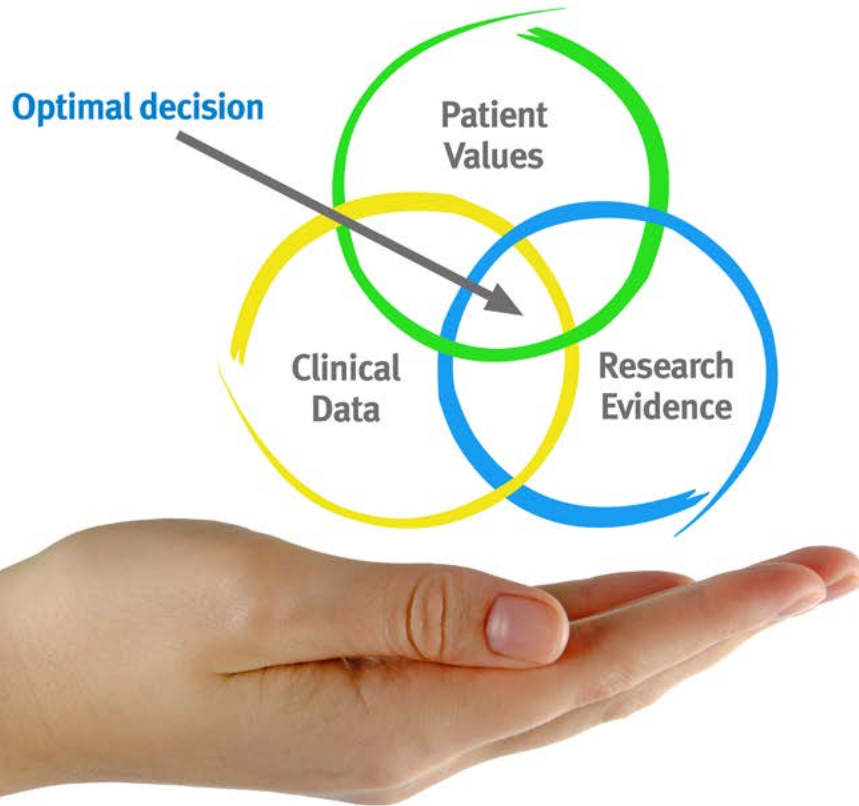 Optimal decision
Patient
Values
Clinical
Data
Research
Evidence